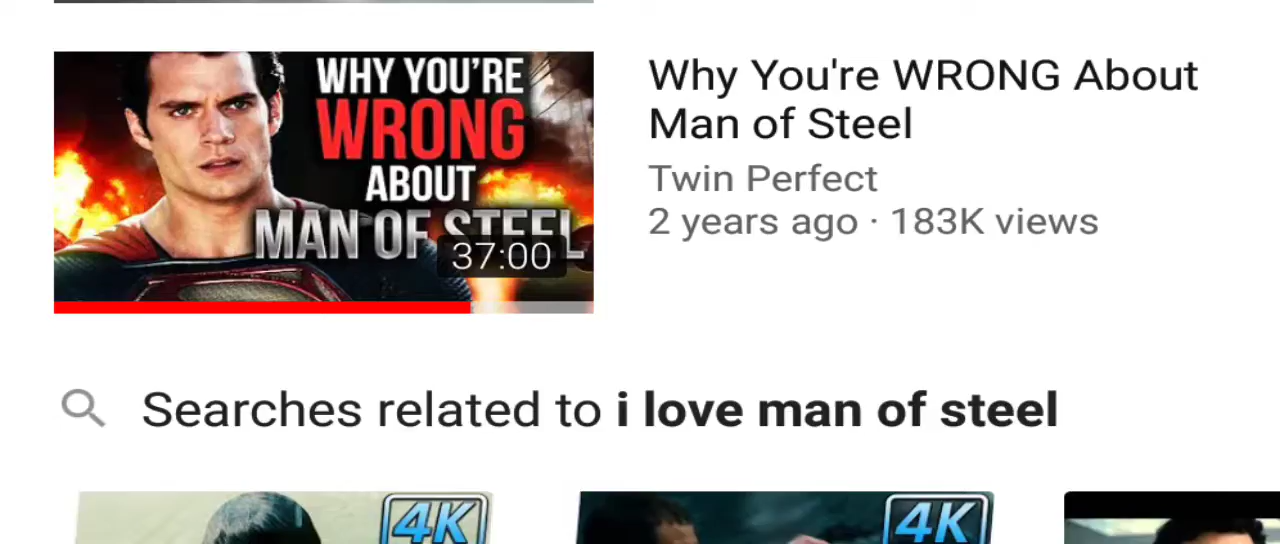 WHY YOU'RE
WRONG
ABOUT
MAN OF STEEL
37:00
Why You're WRONG About
Man of Steel
Twin Perfect
2 years ago · 183K views
Searches related to i love man of steel
4K
4K